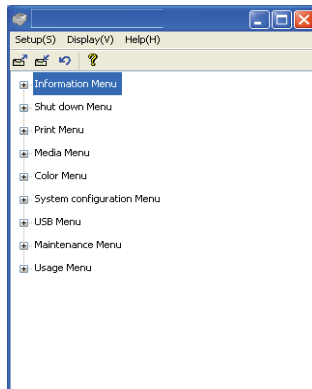 Setup(S) Display(V) Help(H)
Information Menu
Shut down Menu
Print Menu
Media Menu
Color Menu
System configuration Menu
USB Menu
Maintenance Menu
Usage Menu